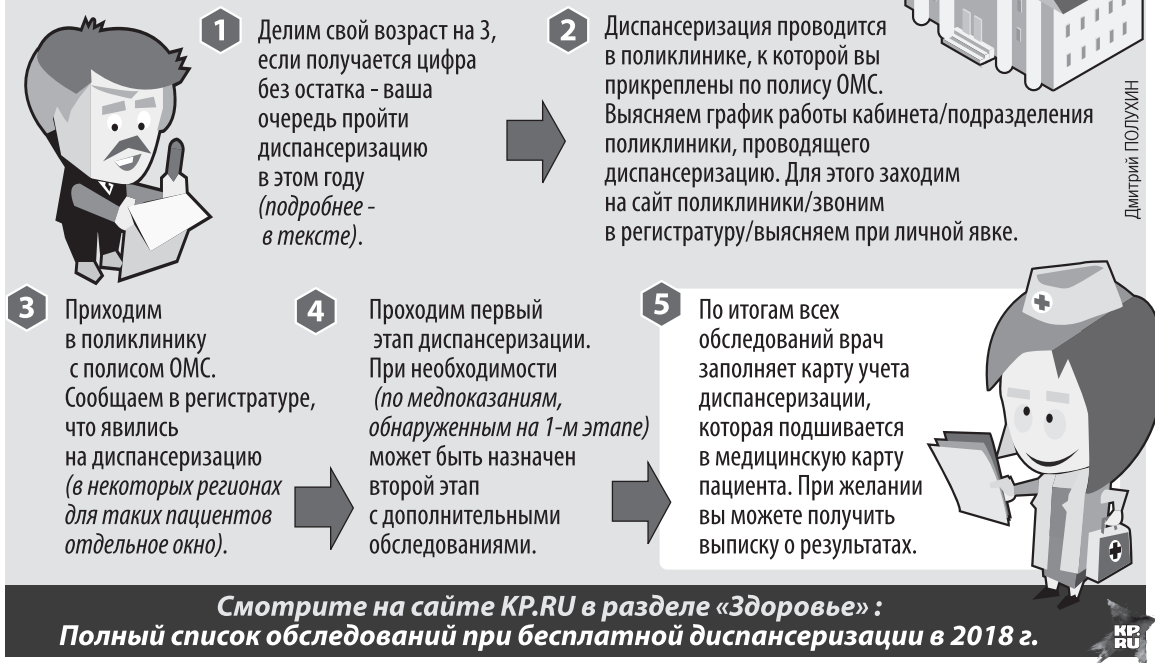 1
Делим свой возраст на 3,
если получается цифра
без остатка - ваша
очередь пройти
диспансеризацию
в этом году
(подробнее -
в тексте).
2
Диспансеризация проводится
в поликлинике, к которой вы
прикреплены по полису ОМС.
Выясняем график работы кабинета/подразделения
поликлиники, проводящего
диспансеризацию. Для этого заходим
на сайт поликлиники/звоним
в регистратуру/выясняем при личной явке.
Дмитрий ПОЛУХИН
3
Приходим
в поликлинику
с полисом ОМС.
Сообщаем в регистратуре,
что явились
на диспансеризацию
(в некоторых регионах
для таких пациентов
отдельное окно).
4
Проходим первый
этап диспансеризации.
При необходимости
(по медпоказаниям,
обнаруженным на 1-м этапе)
может быть назначен
второй этап
с дополнительными
обследованиями.
5
По итогам всех
обследований врач
заполняет карту учета
диспансеризации,
которая подшивается
в медицинскую карту
пациента. При желании
вы можете получить
выписку о результатах.
Смотрите на сайте KP.RU в разделе «Здоровье» :
Полный список обследований при бесплатной диспансеризации в 2018 г.
KP.
RU